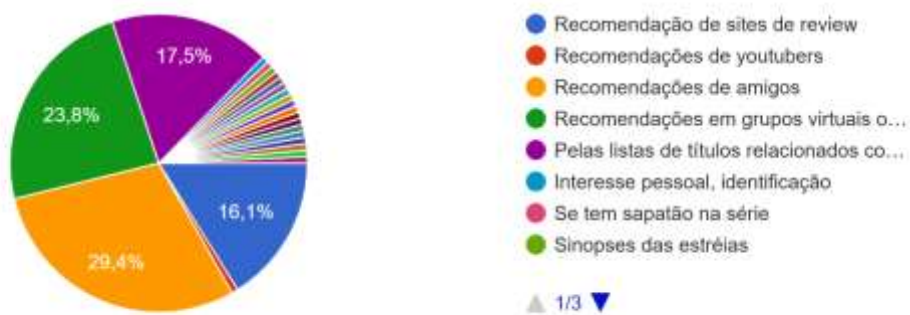 17,5%
23,8%
16,1%
29,4%
Recomendação de sites de review
Recomendações de youtubers
Recomendações de amigos
Recomendações em grupos virtuais o...
Pelas listas de títulos relacionados co...
Interesse pessoal, identificação
Se tem sapatão na série
Sinopses das estréias
1/3